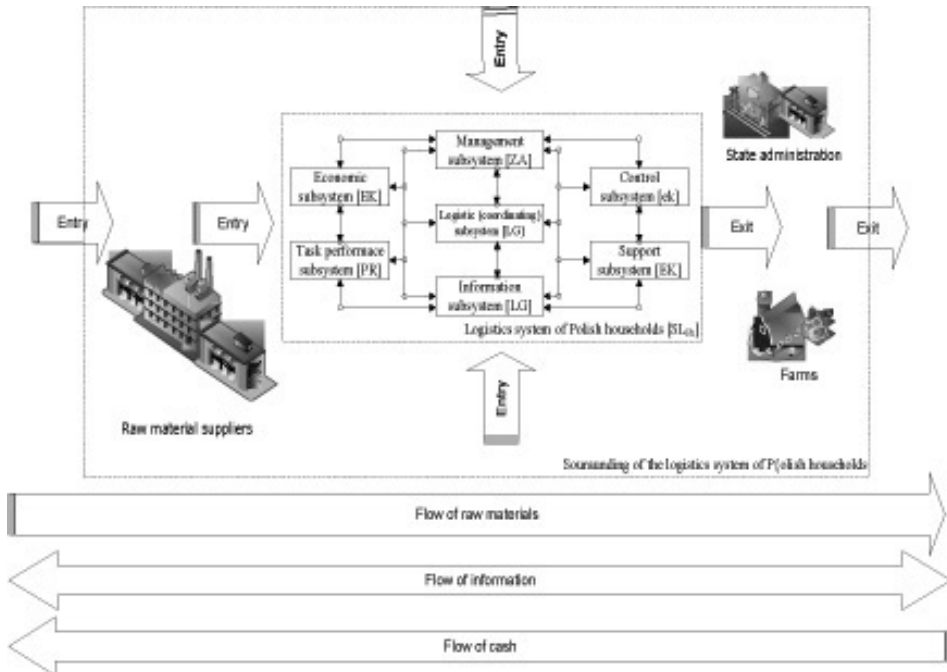 Entry
Management
subsystem [ZA]
Economic
subsystem [EK]
Control
subsystem [ek]
Logistic (coordinating)
subsystem [LG]
Task performace
subsystem [PR]
Support
subsystem [EK]
Information
subsystem [LG]
Logistics system of Polish households
State administration
Entry
Entry
Exit
Exit
Raw material suppliers
Farms
Entry
Soursunding of the logistics system of P{olish households
Flow of raw materials
Flow of information
Flow of cash